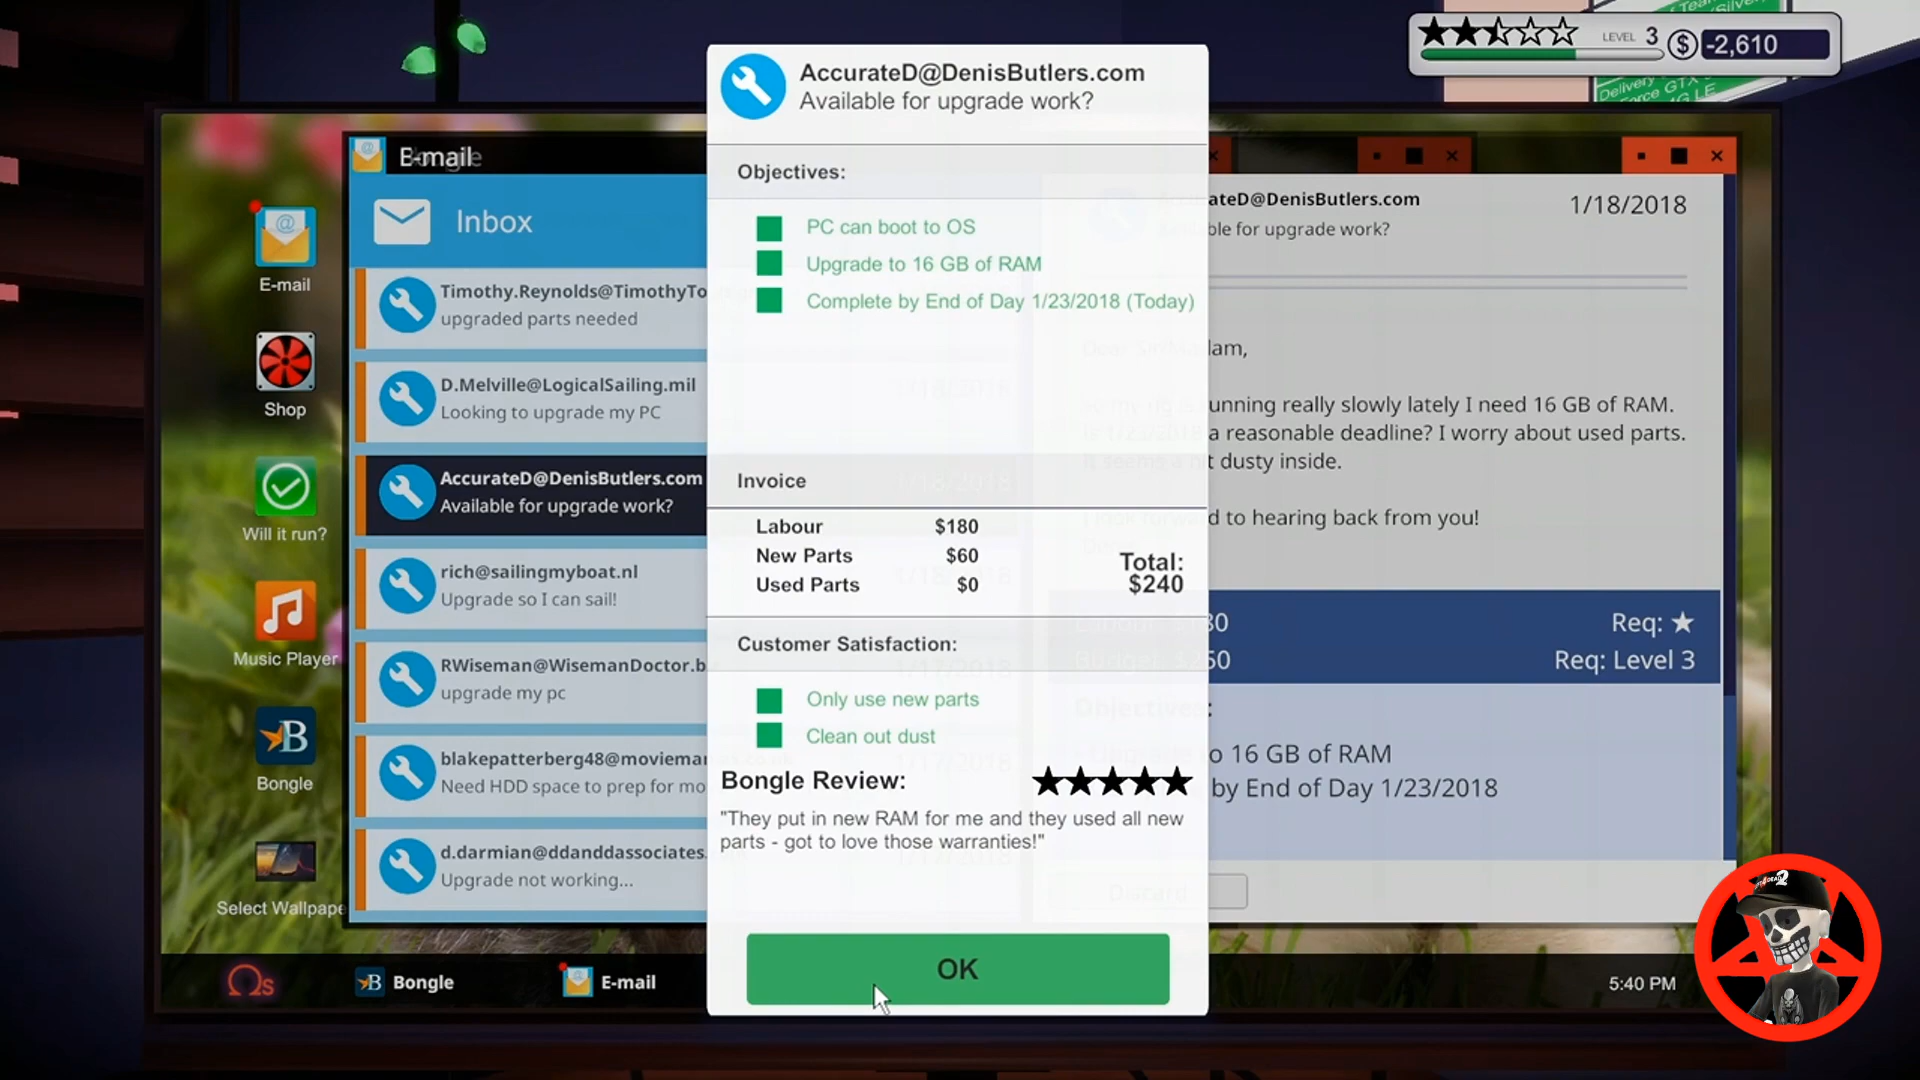 LEVEL 3
-2,610
Delivery
Force GTX
E-mail
Inbox
Timothy.Reynolds@TimothyTo
upgraded parts needed
D.Melville@LogicalSailing.mil
Looking to upgrade my PC
AccurateD@DenisButlers.com
Available for upgrade work?
rich@sailingmyboat.nl
Upgrade so I can sail!
RWiseman@WisemanDoctor.b
upgrade my pc
blakepatterberg48@moviema
Need HDD space to prep for mo
d.darmian@ddanddassociates.
Upgrade not working...
E-mail
Shop
Will it run?
Music Player
Bongle
Select Wallpape
AccurateD@DenisButlers.com
Available for upgrade work?
Objectives:
PC can boot to OS
Upgrade to 16 GB of RAM
Complete by End of Day 1/23/2018 (Today)
Invoice
Labour $180
New Parts $60
Used Parts $0
Total:
$240
Customer Satisfaction:
Only use new parts
Clean out dust
Bongle Review:
"They put in new RAM for me and they used all new
parts - got to love those warranties!"
OK
ateD@DenisButlers.com
1/18/2018
ble for upgrade work?
lam,
unning really slowly lately I need 16 GB of RAM.
a reasonable deadline? I worry about used parts.
t dusty inside.
d to hearing back from you!
Req: ★
Req: Level 3
o 16 GB of RAM
by End of Day 1/23/2018
Discard
Bongle
E-mail
5:40 PM